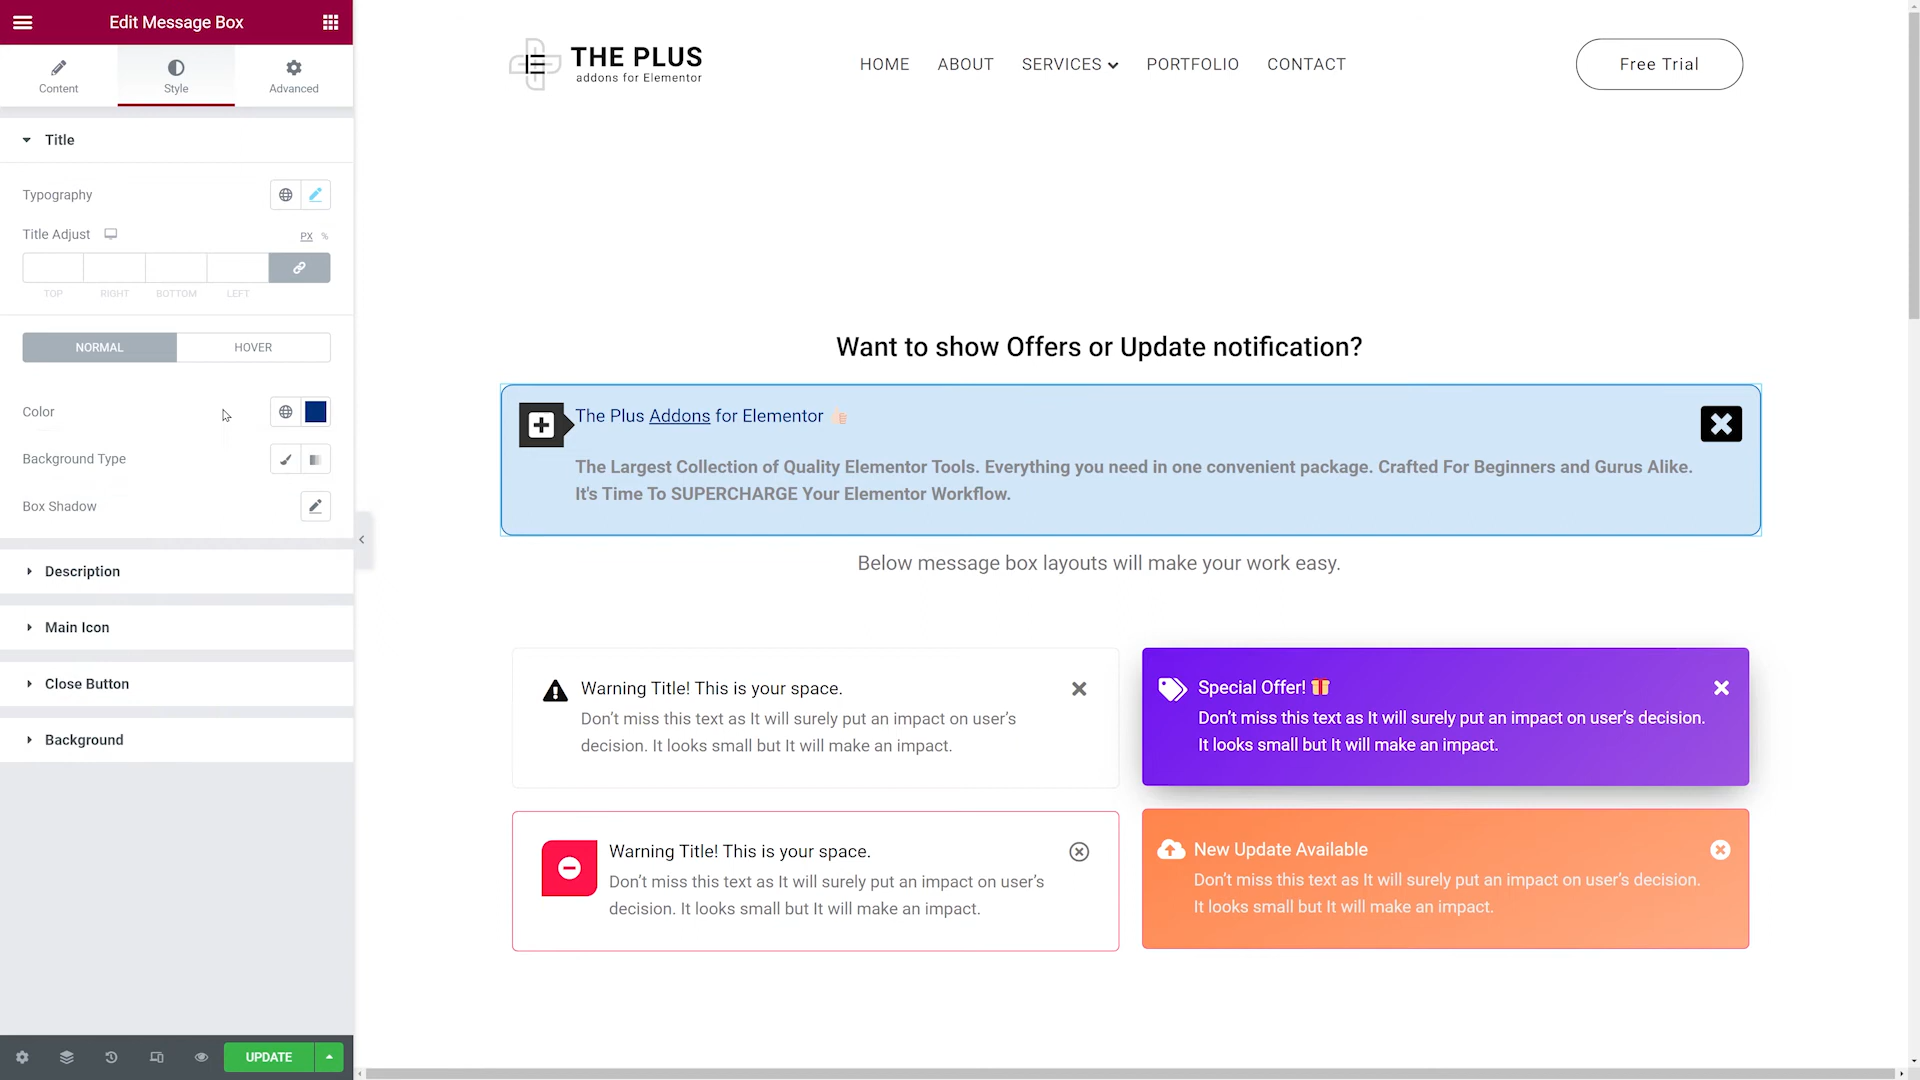 Edit Message Box
Content
Style
Advanced
Title
Typography
Title Adjust
PX %
TOP RIGHT BOTTOM LEFT
NORMAL HOVER
Color
Background Type
Box Shadow
Description
Main Icon
Close Button
Background
UPDATE
THE PLUS
addons for Elementor
HOME ABOUT SERVICES PORTFOLIO CONTACT
Free Trial
Want to show Offers or Update notification?
The Plus Addons for Elementor
The Largest Collection of Quality Elementor Tools. Everything you need in one convenient package. Crafted For Beginners and Gurus Alike.
It's Time To SUPERCHARGE Your Elementor Workflow.
Below message box layouts will make your work easy.
Warning Title! This is your space.
Don’t miss this text as It will surely put an impact on user’s
decision. It looks small but It will make an impact.
Special Offer!
Don’t miss this text as It will surely put an impact on user’s decision.
It looks small but It will make an impact.
Warning Title! This is your space.
Don’t miss this text as It will surely put an impact on user’s
decision. It looks small but It will make an impact.
New Update Available
Don’t miss this text as It will surely put an impact on user’s decision.
It looks small but It will make an impact.